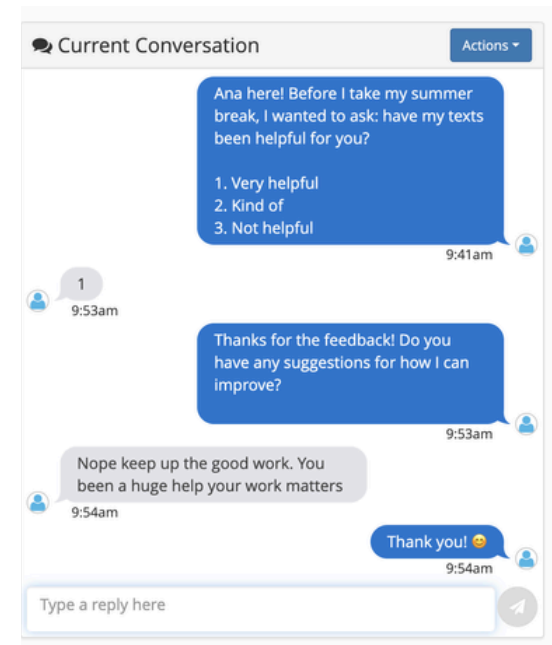 Current Conversation
Actions
Ana here! Before I take my summer
break, I wanted to ask: have my texts
been helpful for you?
1. Very helpful
2. Kind of
3. Not helpful
9:41am
1
9:53am
Thanks for the feedback! Do you
have any suggestions for how I can
improve?
9:53am
Nope keep up the good work. You
been a huge help your work matters
9:54am
Thank you! 😊
9:54am
Type a reply here